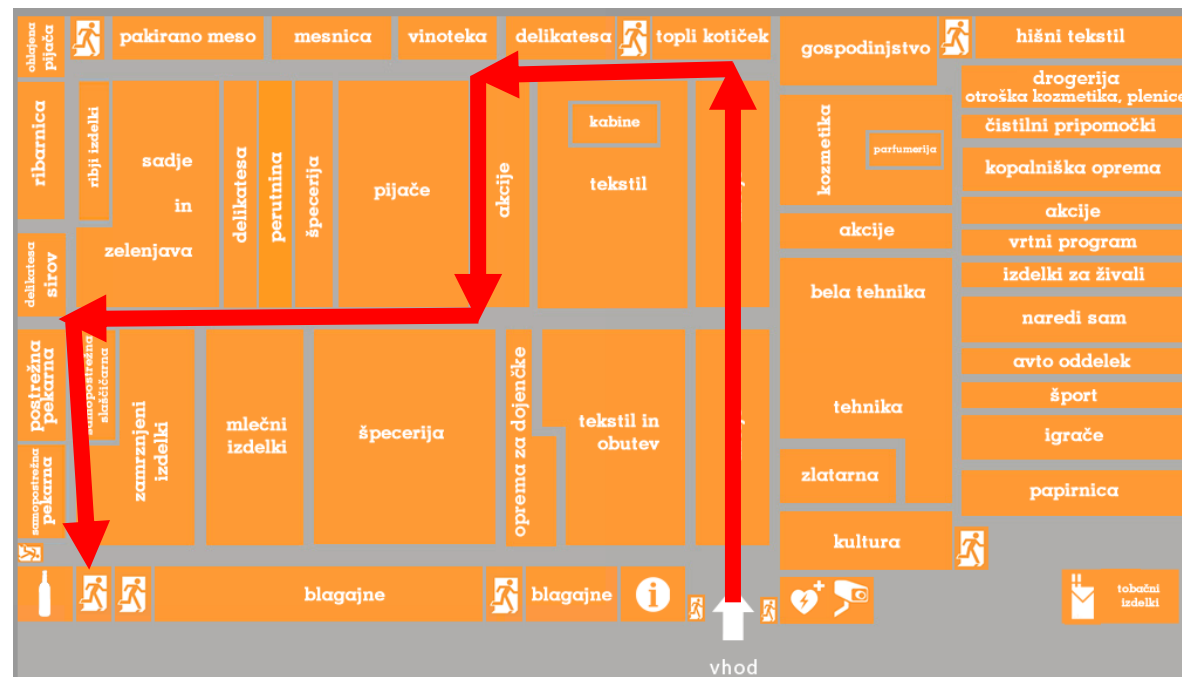 ohlajena
pijača
pakirano meso
mesnica
vinoteka
delikatesa
topli kotiček
gospodinjstvo
hišni tekstil
ribarnica
ribji izdelki
sadje
in
zelenjava
delikatesa
perutnina
špecerija
pijače
akcije
kabine
tekstil
kozmetika
parfumerija
akcije
drogerija
otroška kozmetika, plenice
čistilni pripomočki
kopalniška oprema
akcije
vrtni program
izdelki za živali
naredi sam
avto oddelek
šport
igrače
papirnica
delikatesa
sirov
bela tehnika
tehnika
zlatarna
kultura
postrežna
pekarna
samopostrežna
slaščičarna
zamrznjeni
izdelki
mlečni
izdelki
špecerija
oprema za dojenčke
tekstil in
obutev
samopostrežna
pekarna
blagajne
blagajne
i
tobačni
izdelki
vhod